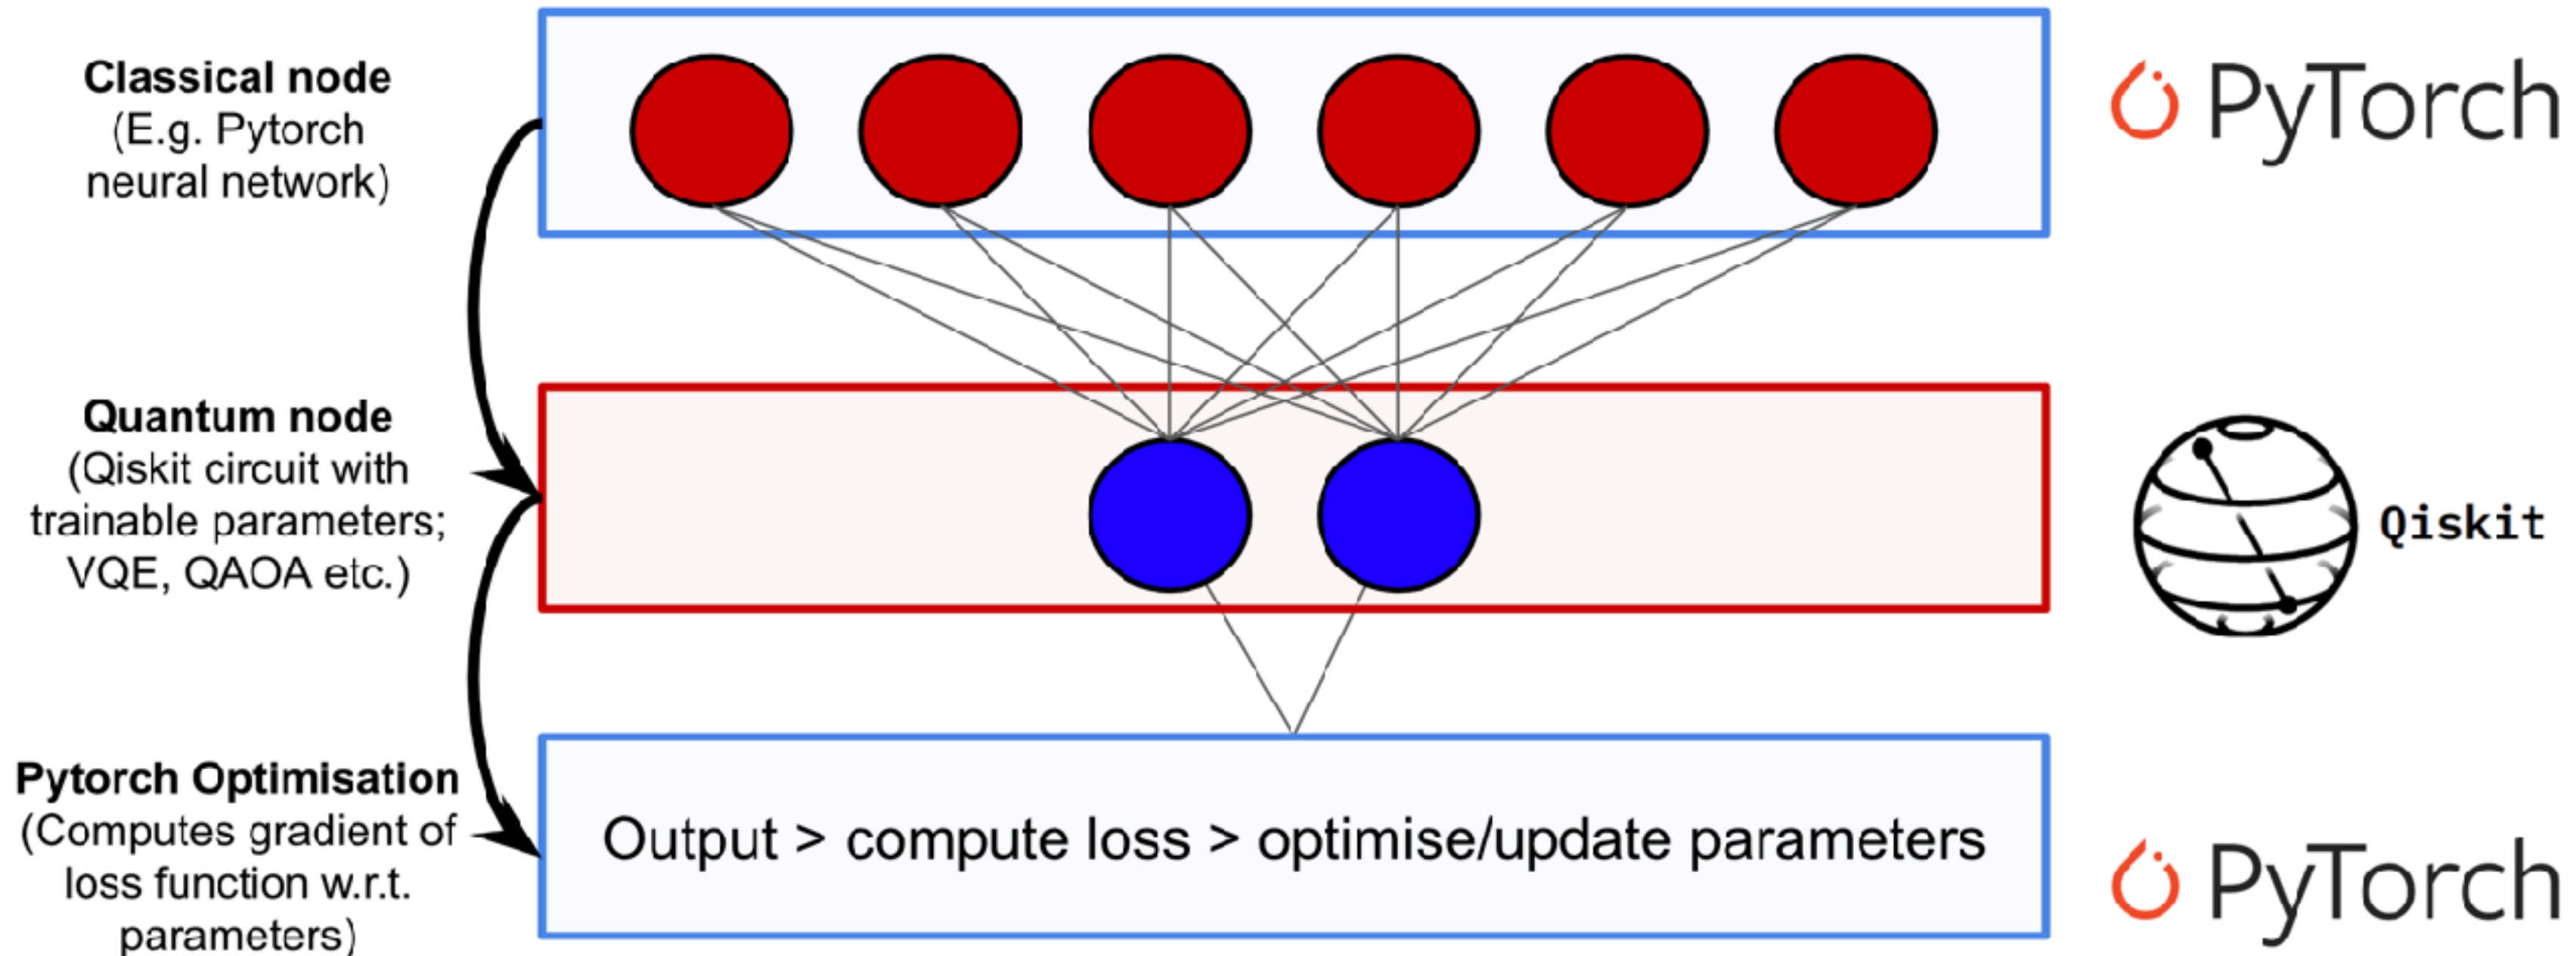 Classical node
(E.g. Pytorch
neural network)
PyTorch
Quantum node
(Qiskit circuit with
trainable parameters;
VQE, QAOA etc.)
Qiskit
Pytorch Optimisation
(Computes gradient of
loss function w.r.t.
parameters)
Output > compute loss > optimise/update parameters
PyTorch